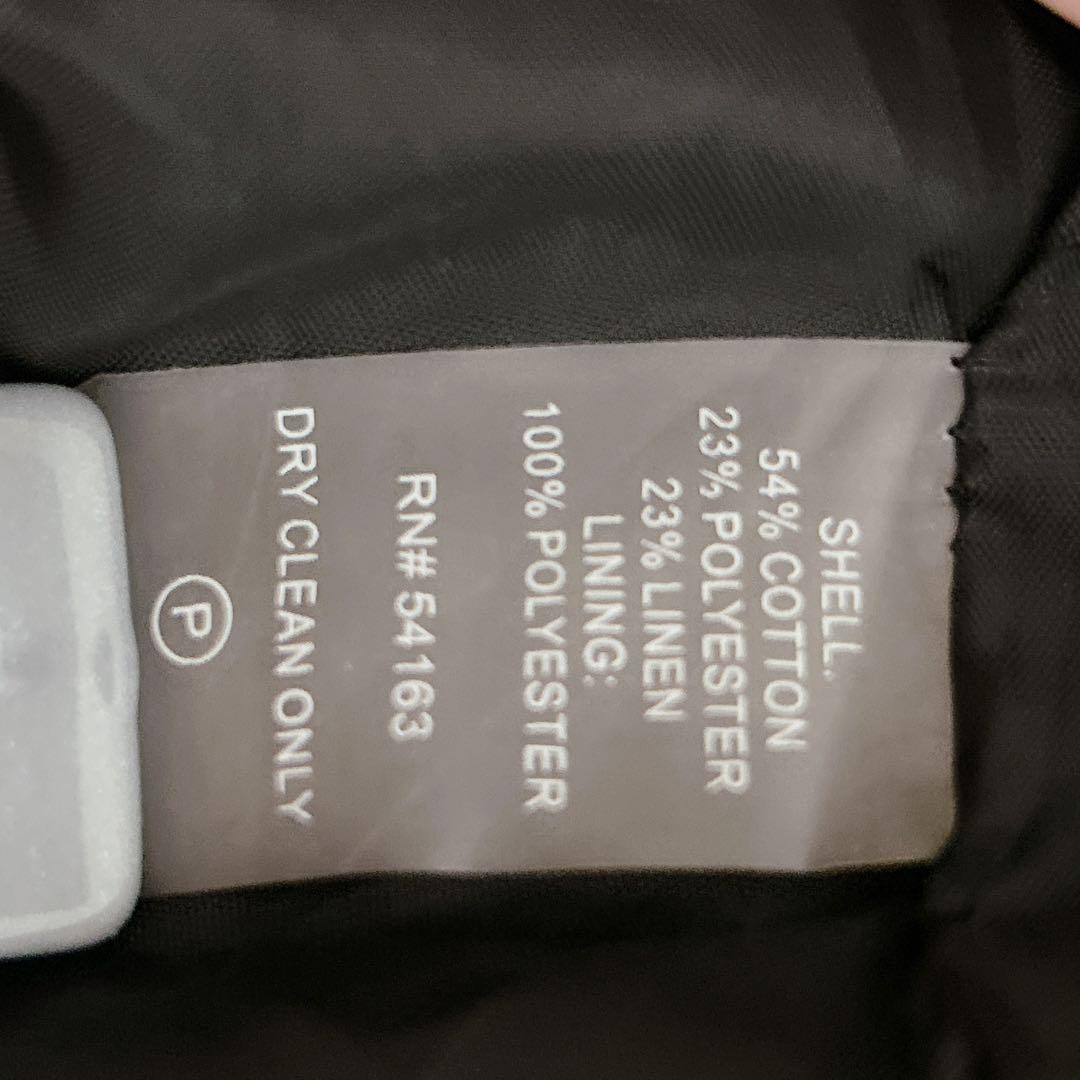 SHELL.
54% COTTON
23% POLYESTER
23% LINEN
LINING:
100% POLYESTER
RN# 54163
DRY CLEAN ONLY
P